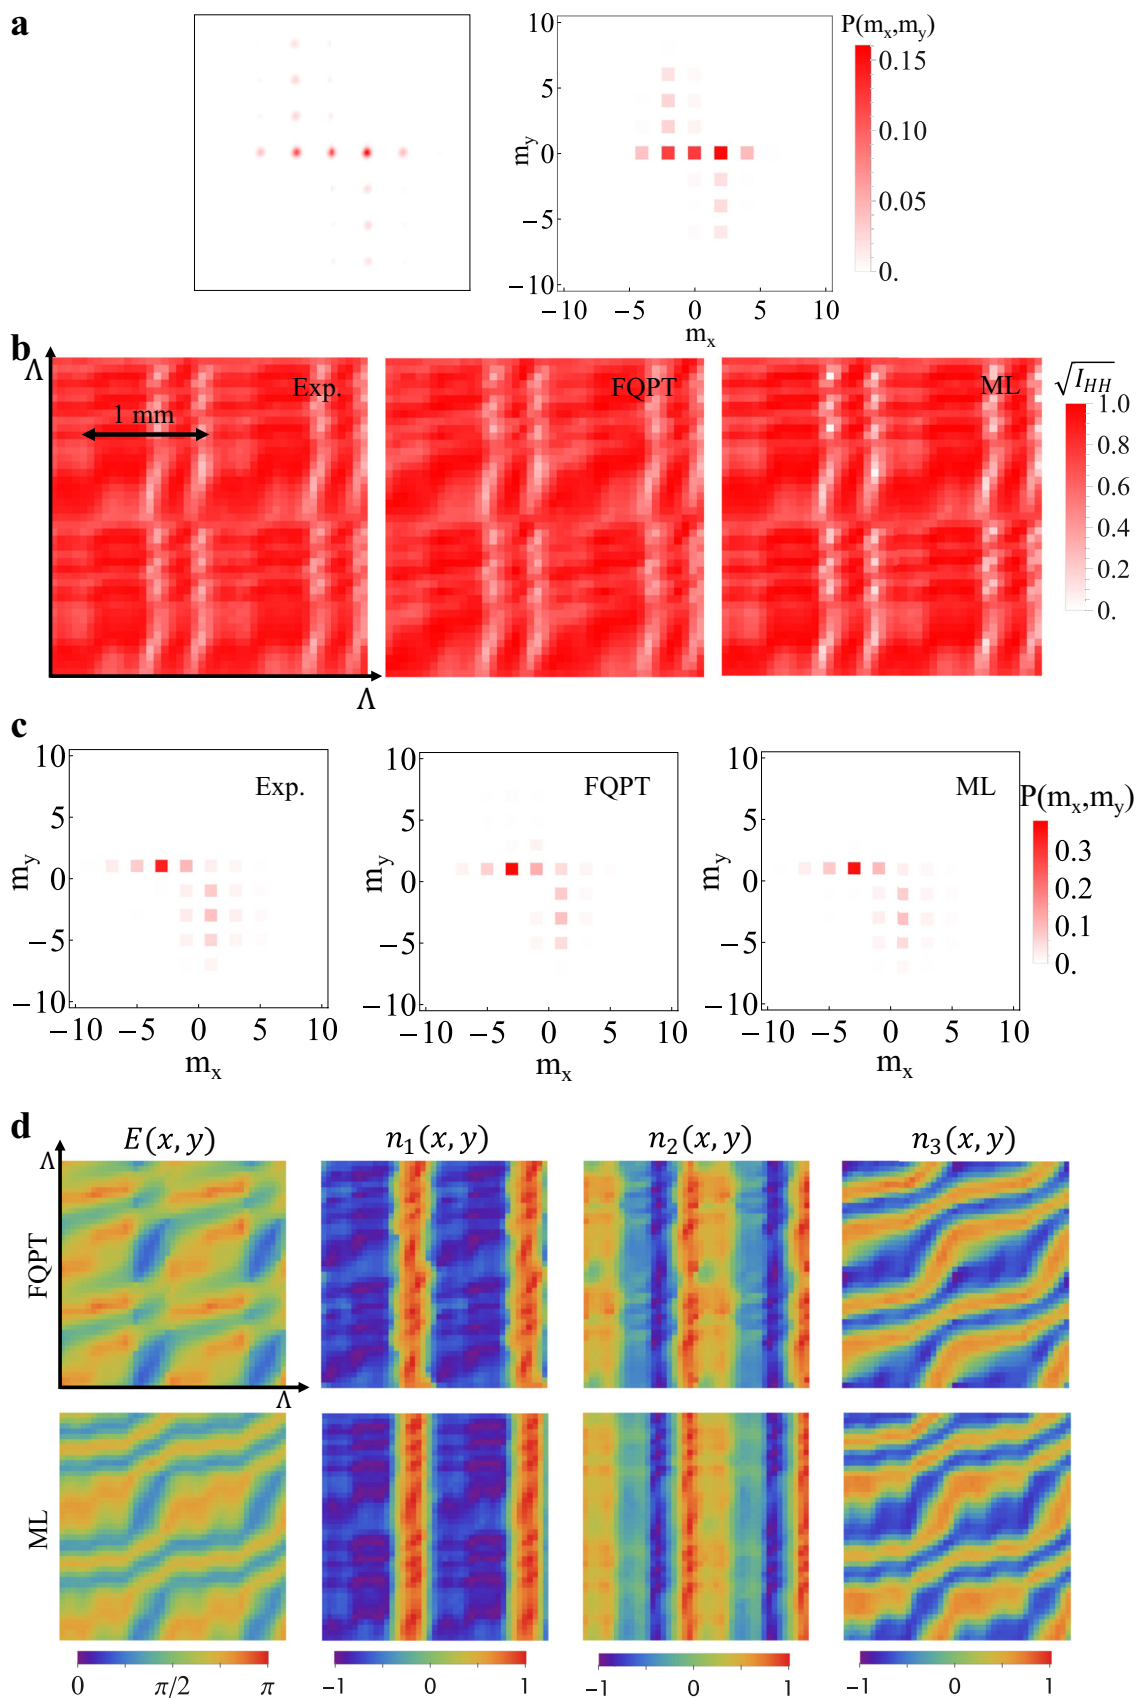 a
P(m_x,m_y)
10
5
0
−5
−10
m_y
−10 −5 0 5 10
m_x
0.15
0.10
0.05
0.
b
Λ
Exp.
1 mm
FQPT
ML
√I_HH
1.0
0.8
0.6
0.4
0.2
0.
Λ
c
10
5
0
−5
−10
m_y
Exp.
−10 −5 0 5 10
m_x
10
5
0
−5
−10
m_y
FQPT
−10 −5 0 5 10
m_x
10
5
0
−5
−10
m_y
ML
−10 −5 0 5 10
m_x
P(m_x,m_y)
0.3
0.2
0.1
0.
d
E(x, y) n₁(x, y) n₂(x, y) n₃(x, y)
Λ
FQPT
Λ
ML
0 π/2 π
−1 0 1
−1 0 1
−1 0 1